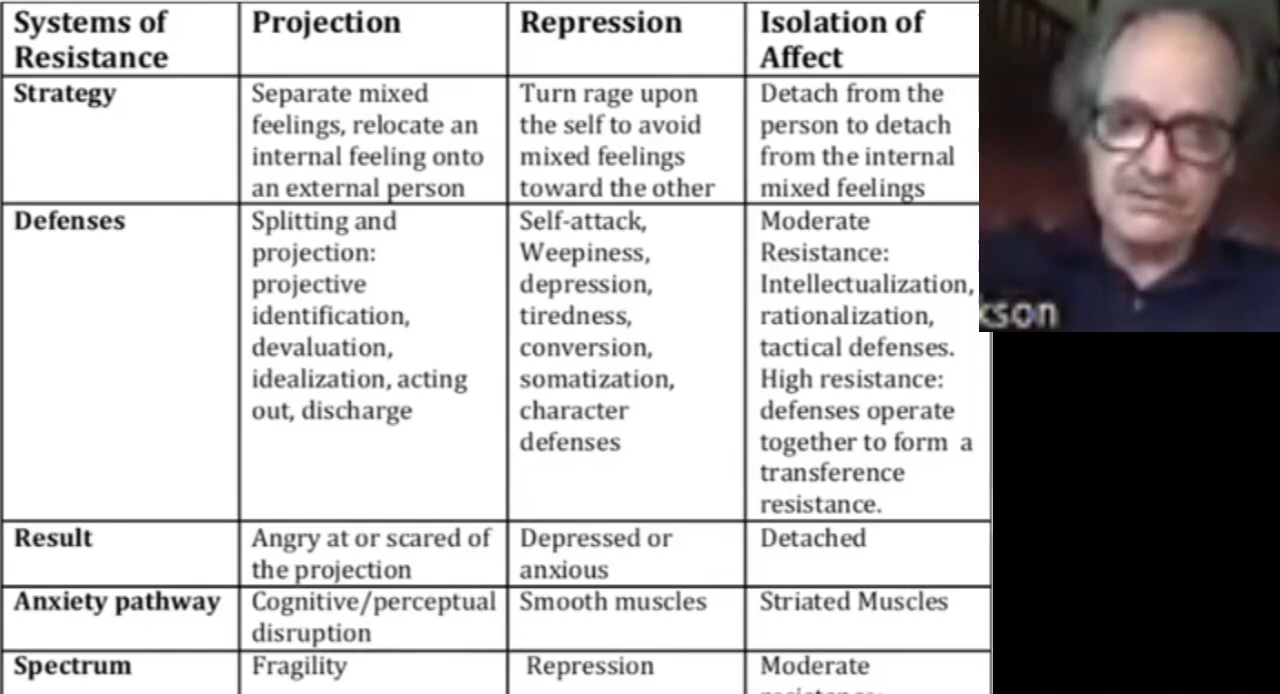 Systems of Resistance
Projection
Repression
Isolation of Affect
Strategy
Separate mixed
feelings, relocate an
internal feeling onto
an external person
Turn rage upon
the self to avoid
mixed feelings
toward the other
Detach from the
person to detach
from the internal
mixed feelings
Defenses
Splitting and
projection:
projective
identification,
devaluation,
idealization, acting
out, discharge
Self-attack,
Weepiness,
depression,
tiredness,
conversion,
somatization,
character
defenses
Moderate
Resistance:
Intellectualization,
rationalization,
tactical defenses.
High resistance:
defenses operate
together to form a
transference
resistance.
Result
Angry at or scared of
the projection
Depressed or
anxious
Detached
Anxiety pathway
Cognitive/perceptual
disruption
Smooth muscles
Striated Muscles
Spectrum
Fragility
Repression
Moderate
kson